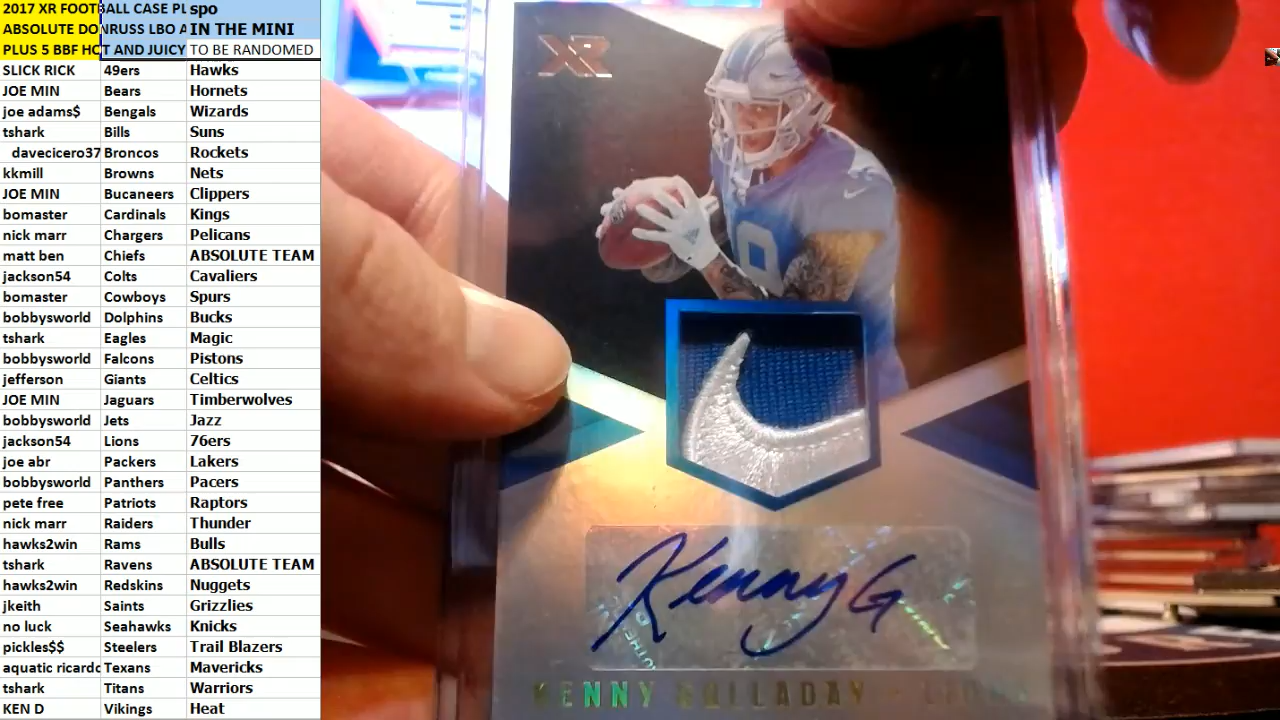 2017 XR FOOTBALL CASE PL spo
ABSOLUTE DONRUSS LBO A IN THE MINI
PLUS 5 BBF HOT AND JUICY TO BE RANDOMED
SLICK RICK 49ers Hawks
JOE MIN Bears Hornets
joe adams$ Bengals Wizards
tshark Bills Suns
davecicero37 Broncos Rockets
kkmill Browns Nets
JOE MIN Bucaneers Clippers
bomaster Cardinals Kings
nick marr Chargers Pelicans
matt ben Chiefs ABSOLUTE TEAM
jackson54 Colts Cavaliers
bomaster Cowboys Spurs
bobbysworld Dolphins Bucks
tshark Eagles Magic
bobbysworld Falcons Pistons
jefferson Giants Celtics
JOE MIN Jaguars Timberwolves
bobbysworld Jets Jazz
jackson54 Lions 76ers
joe abr Packers Lakers
bobbysworld Panthers Pacers
pete free Patriots Raptors
nick marr Raiders Thunder
hawks2win Rams Bulls
tshark Ravens ABSOLUTE TEAM
hawks2win Redskins Nuggets
jkeith Saints Grizzlies
no luck Seahawks Knicks
pickles$$ Steelers Trail Blazers
aquatic ricardo Texans Mavericks
tshark Titans Warriors
KEN D Vikings Heat
XR
Kenny G
KENNY GOLLADAY